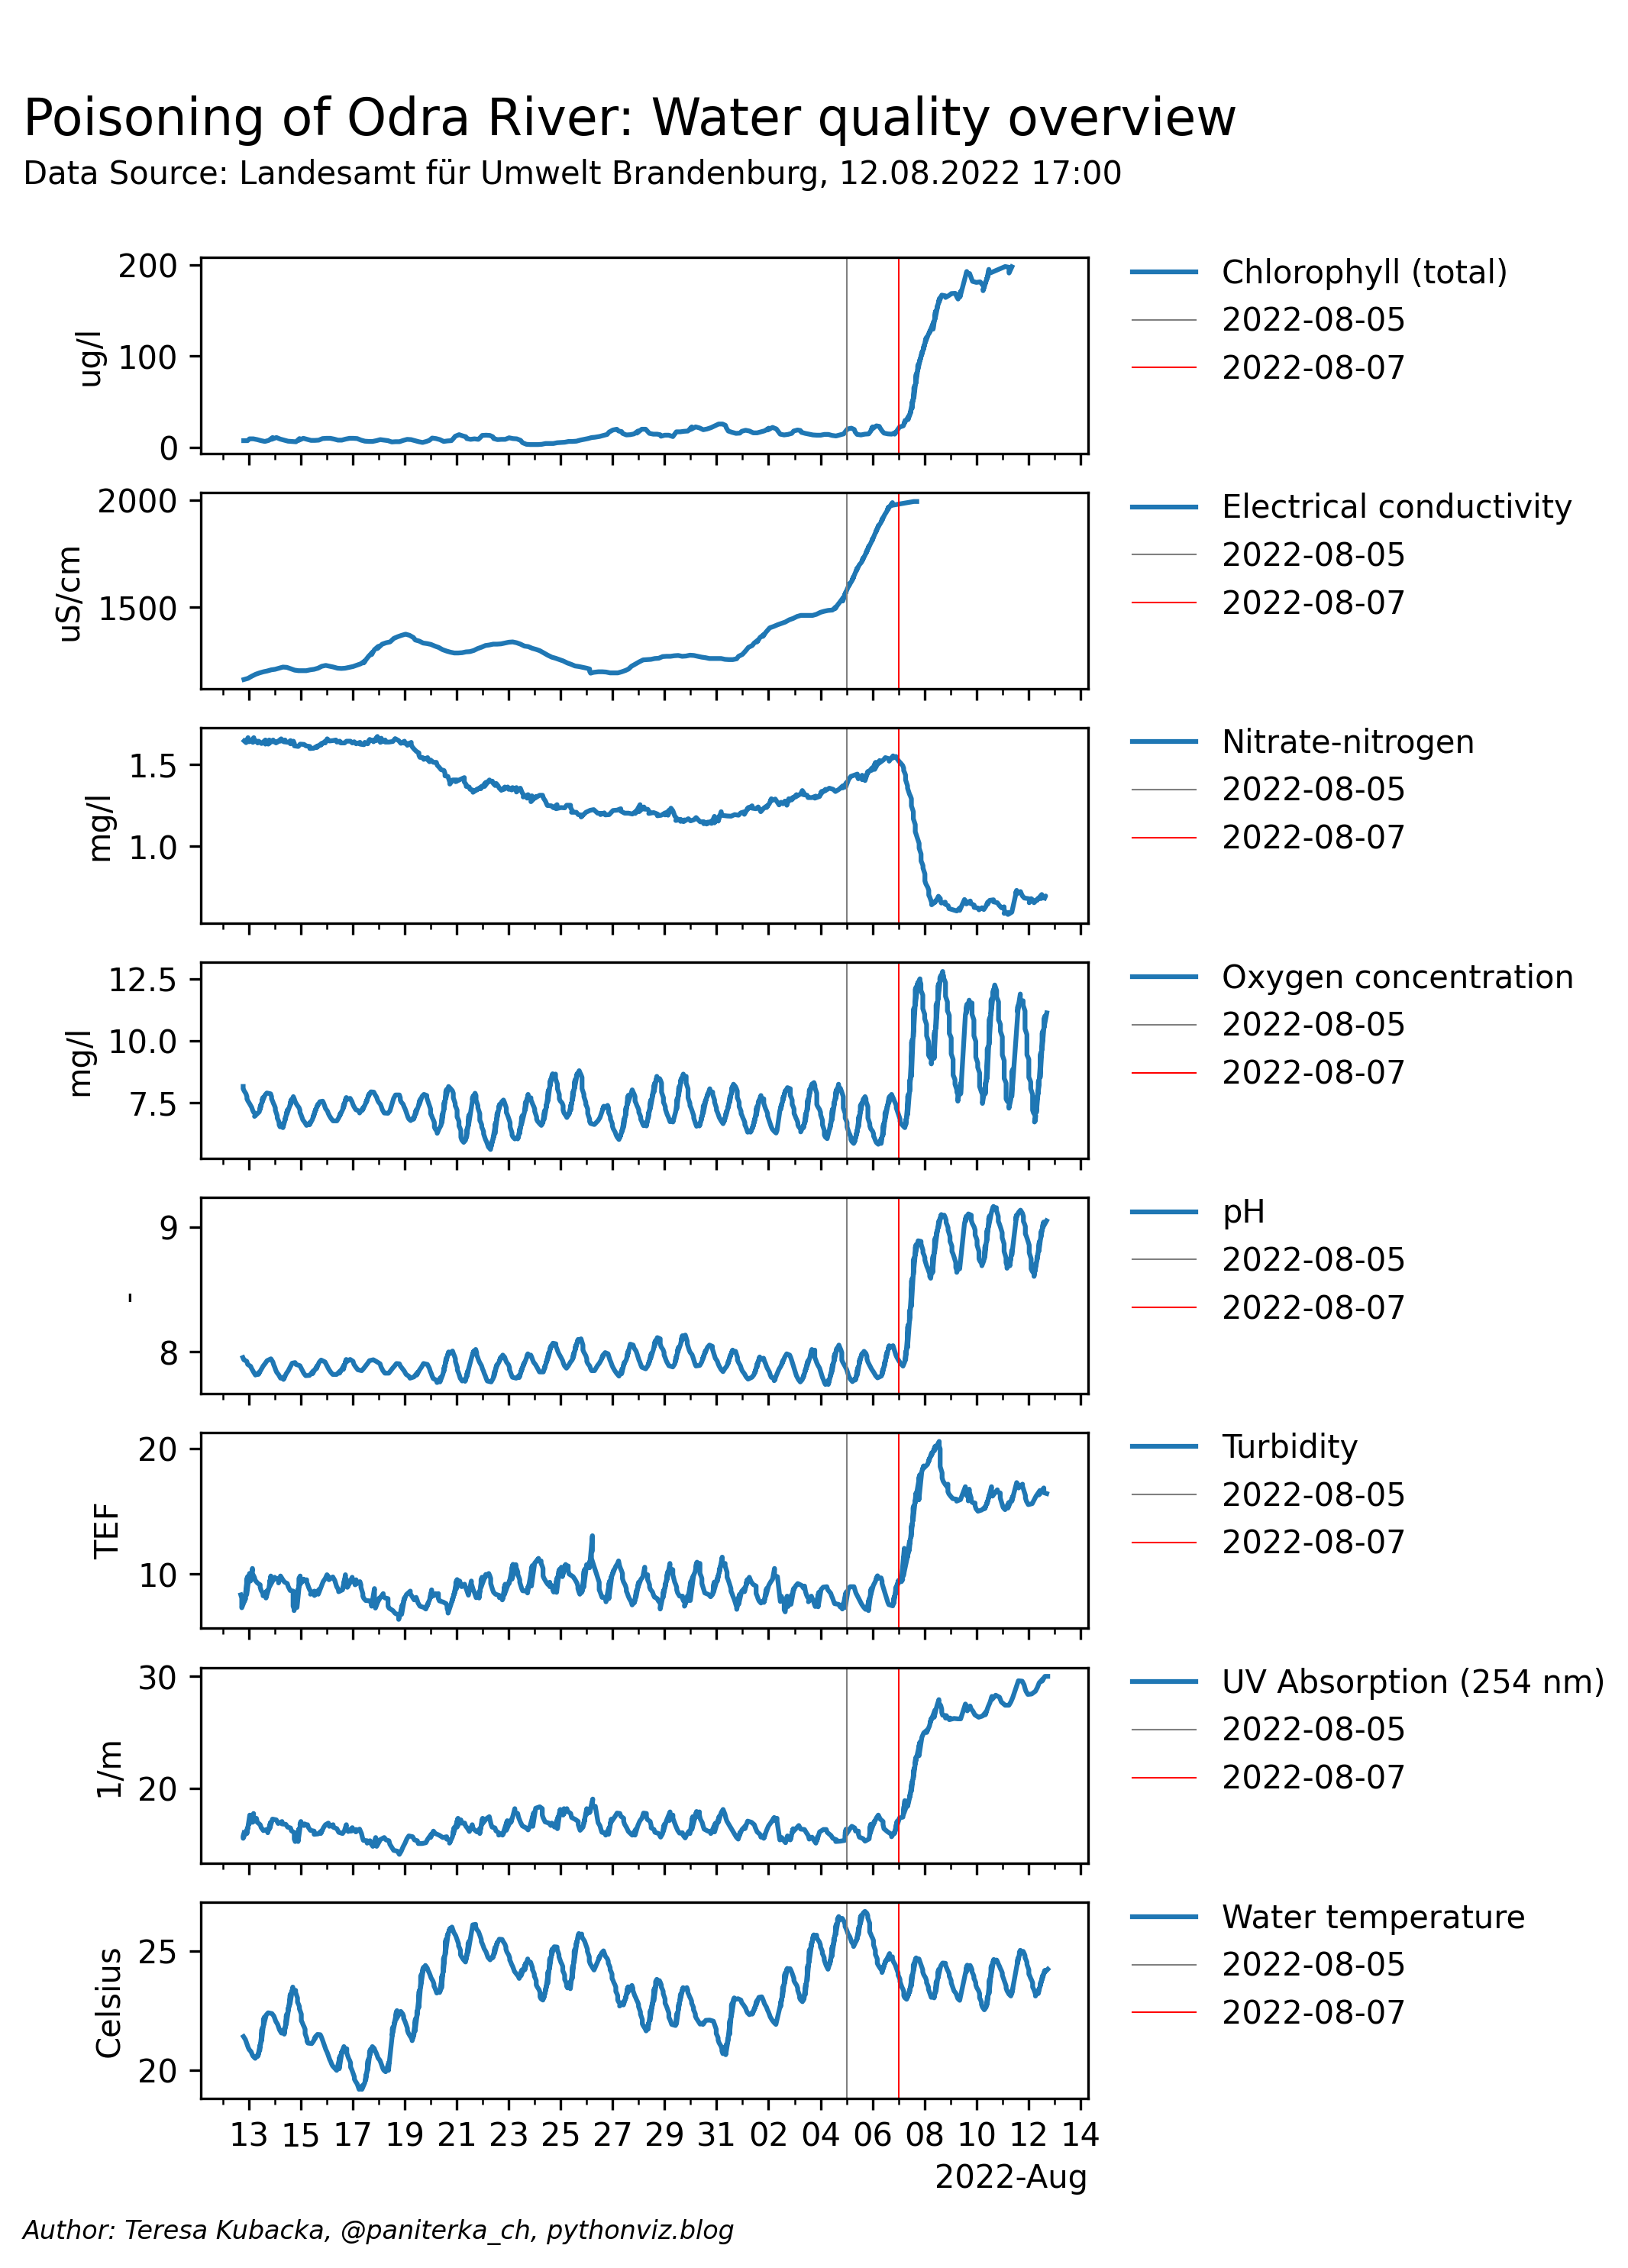 Poisoning of Odra River: Water quality overview
Data Source: Landesamt für Umwelt Brandenburg, 12.08.2022 17:00
200
100
0
ug/l
Chlorophyll (total)
2022-08-05
2022-08-07
2000
1500
uS/cm
Electrical conductivity
2022-08-05
2022-08-07
1.5
1.0
mg/l
Nitrate-nitrogen
2022-08-05
2022-08-07
12.5
10.0
7.5
mg/l
Oxygen concentration
2022-08-05
2022-08-07
9
8
-
pH
2022-08-05
2022-08-07
20
10
TEF
Turbidity
2022-08-05
2022-08-07
30
20
1/m
UV Absorption (254 nm)
2022-08-05
2022-08-07
25
20
Celsius
Water temperature
2022-08-05
2022-08-07
13 15 17 19 21 23 25 27 29 31 02 04 06 08 10 12 14
2022-Aug
Author: Teresa Kubacka, @paniterka_ch, pythonviz.blog